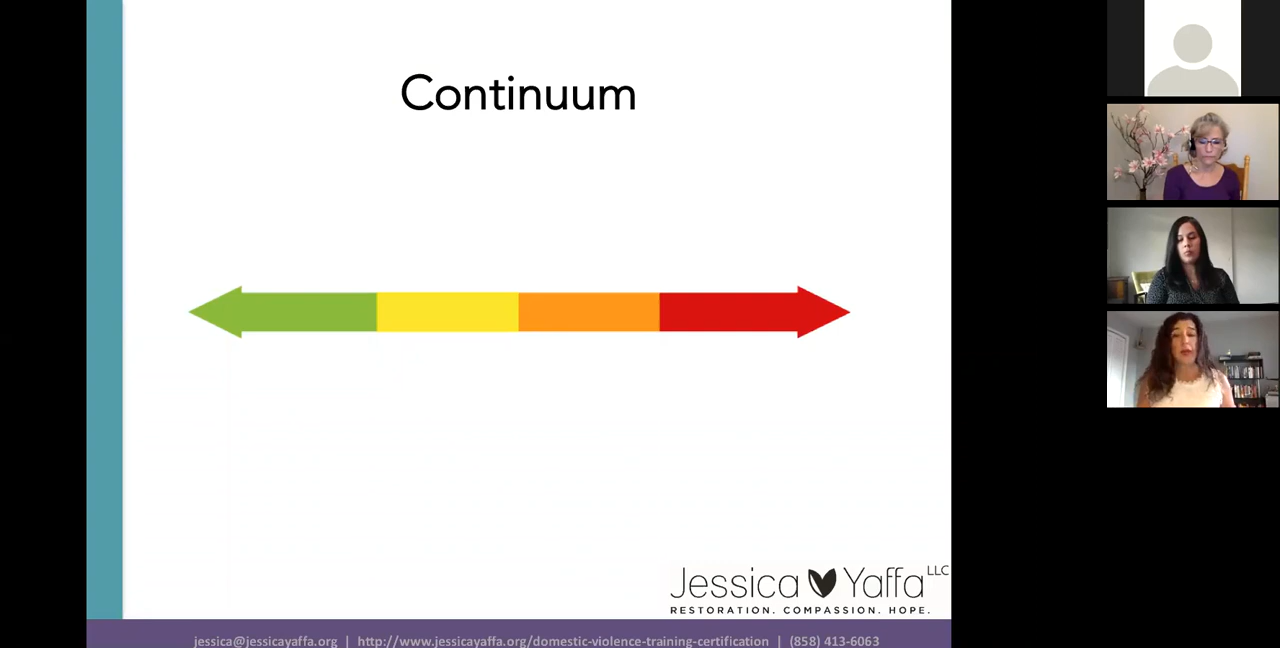 Continuum
Jessica Yaffa LLC
RESTORATION. COMPASSION. HOPE.
jessica@jessicayaffa.org | http://www.jessicayaffa.org/domestic-violence-training-certification | (858) 413-6063